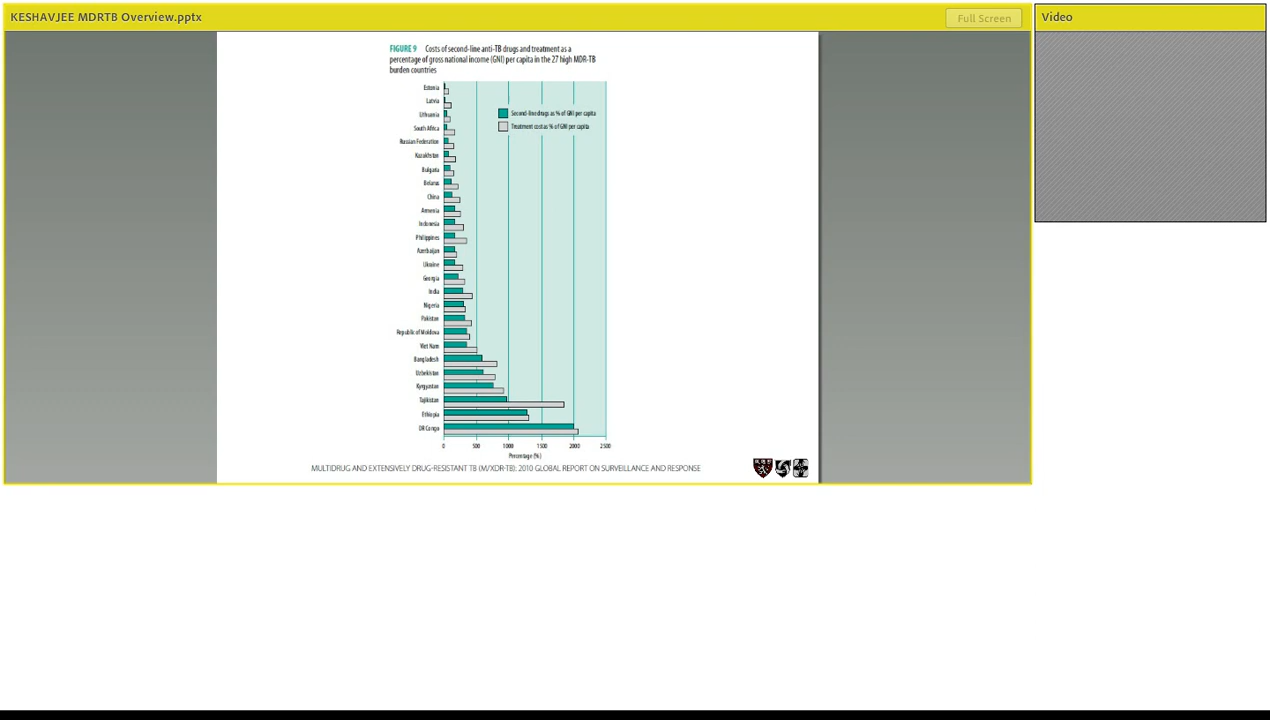 KESHAVJEE MDRTB Overview.pptx
Full Screen
Video
FIGURE 9 Costs of second-line anti-TB drugs and treatment as a
percentage of gross national income (GNI) per capita in the 27 high MDR-TB
burden countries
Second-line drugs as % of GNI per capita
Treatment cost as % of GNI per capita
Estonia
Latvia
Lithuania
South Africa
Russian Federation
Kazakhstan
Bulgaria
Belarus
China
Armenia
Indonesia
Philippines
Azerbaijan
Ukraine
Georgia
India
Nigeria
Pakistan
Republic of Moldova
Viet Nam
Bangladesh
Uzbekistan
Kyrgyzstan
Tajikistan
Ethiopia
DR Congo
0 500 1000 1500 2000 2500
Percentage (%)
MULTIDRUG AND EXTENSIVELY DRUG-RESISTANT TB (M/XDR-TB): 2010 GLOBAL REPORT ON SURVEILLANCE AND RESPONSE